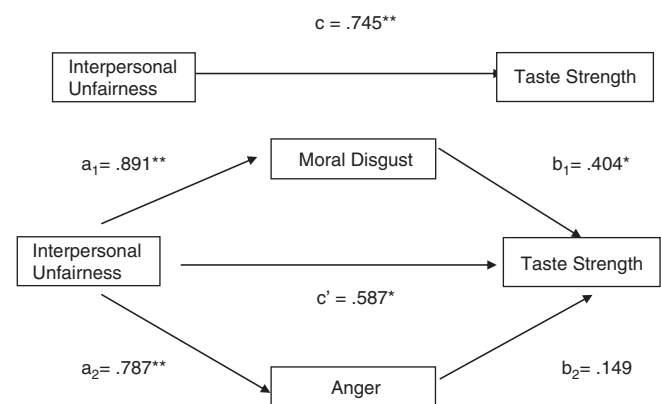 c = .745**
Interpersonal
Unfairness
Taste Strength
a₁= .891**
Moral Disgust
b₁= .404*
Interpersonal
Unfairness
Taste Strength
c’ = .587*
a₂= .787**
Anger
b₂= .149